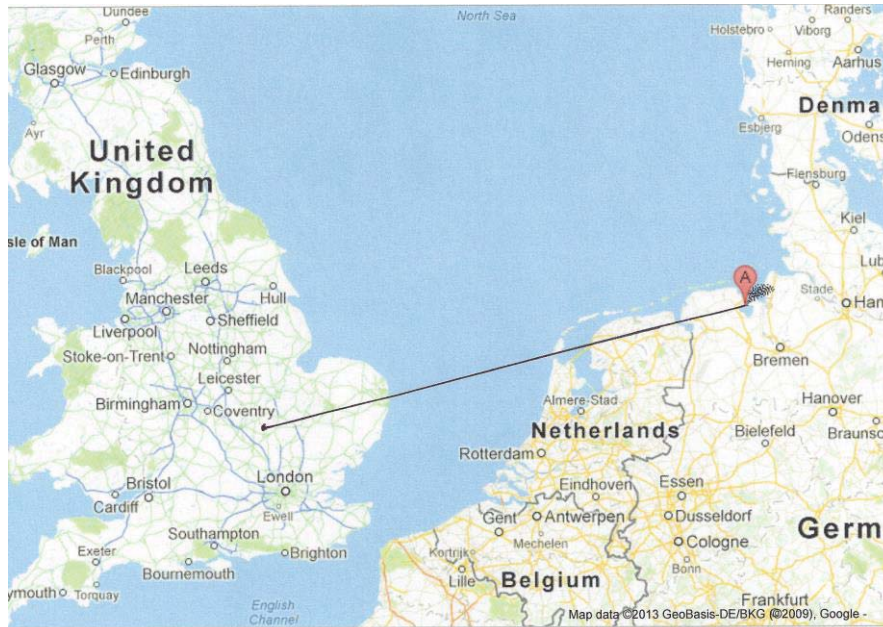 North Sea
Dundee
Perth
Glasgow
Edinburgh
Ayr
United
Kingdom
sle of Man
Blackpool
Leeds
Hull
Manchester
Liverpool
Sheffield
Stoke-on-Trent
Nottingham
Leicester
Birmingham
Coventry
London
Ewell
Bristol
Cardiff
Southampton
Brighton
Exeter
Bournemouth
ymouth
Torquay
English
Channel
Randers
Holstebro
Viborg
Herning
Aarhus
Denma
Esbjerg
Odens
Flensburg
Kiel
Lub
A
Stade
Ham
Bremen
Almere-Stad
Netherlands
Hanover
Bielefeld
Braunsc
Rotterdam
Eindhoven
Essen
Gent
Antwerpen
Dusseldorf
Mechelen
Cologne
Germ
Kortrijk
Bonn
Lille
Belgium
Frankfurt
Map data ©2013 GeoBasis-DE/BKG (©2009), Google -